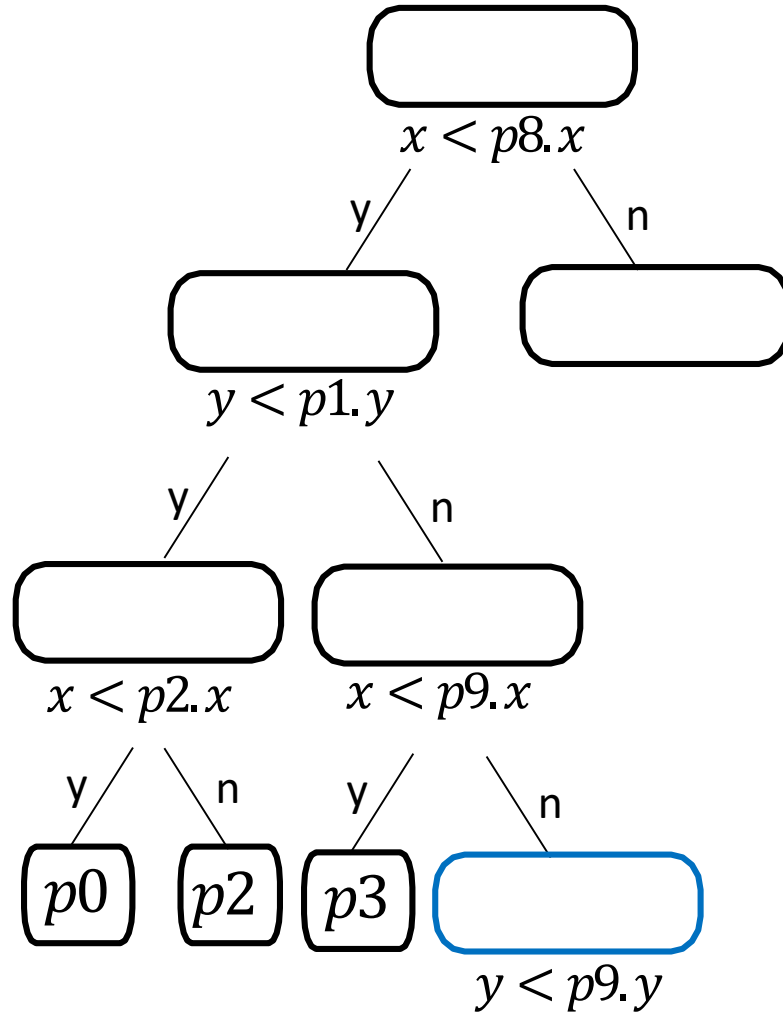 x < p8.x
y
n
y < p1.y
y
n
x < p2.x
x < p9.x
y
n
y
n
p0
p2
p3
y < p9.y